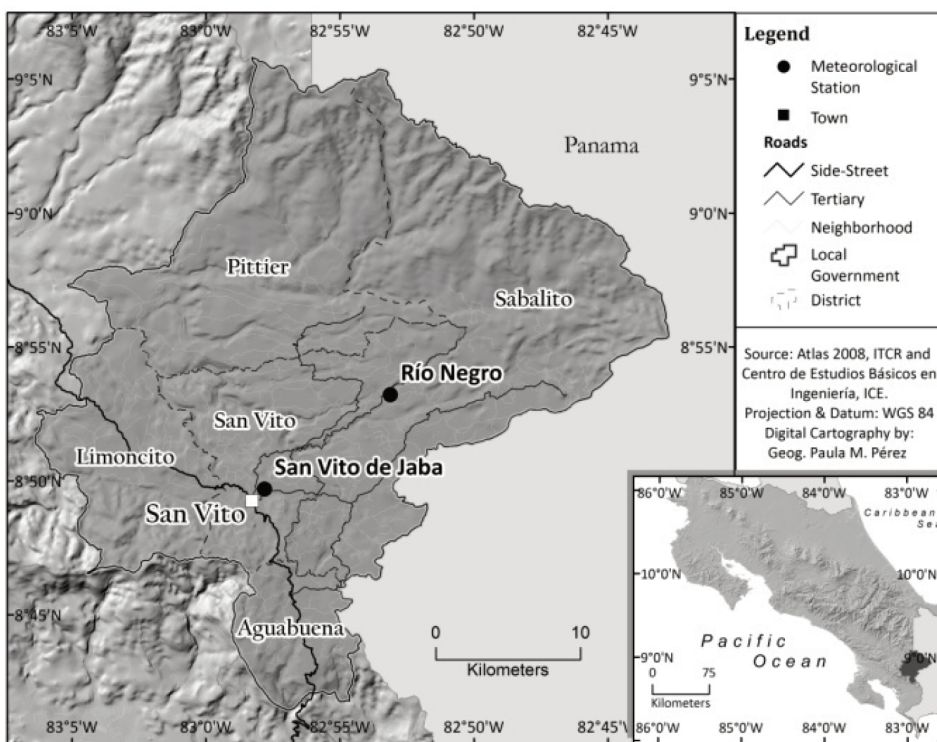 83°5'W 83°0'W 82°55'W 82°50'W 82°45'W
9°5'N
9°0'N
8°55'N
8°50'N
8°45'N
Panama
Pittier
Sabalito
Río Negro
San Vito
Limoncito
San Vito de Jaba
San Vito
Aguabuena
0 10
Kilometers
9°5'N
9°0'N
8°55'N
83°5'W 83°0'W 82°55'W 82°50'W 82°45'W
Legend
Meteorological
Station
Town
Roads
Side-Street
Tertiary
Neighborhood
Local
Government
District
Source: Atlas 2008, ITCR and
Centro de Estudios Básicos en
Ingeniería, ICE.
Projection & Datum: WGS 84
Digital Cartography by:
Geog. Paula M. Pérez
86°0'W 85°0'W 84°0'W 83°0'W
Caribbean
Sea
10°0'N 10°0'N
Pacific
Ocean
9°0'N 9°0'N
0 75
Kilometers
86°0'W 85°0'W 84°0'W 83°0'W